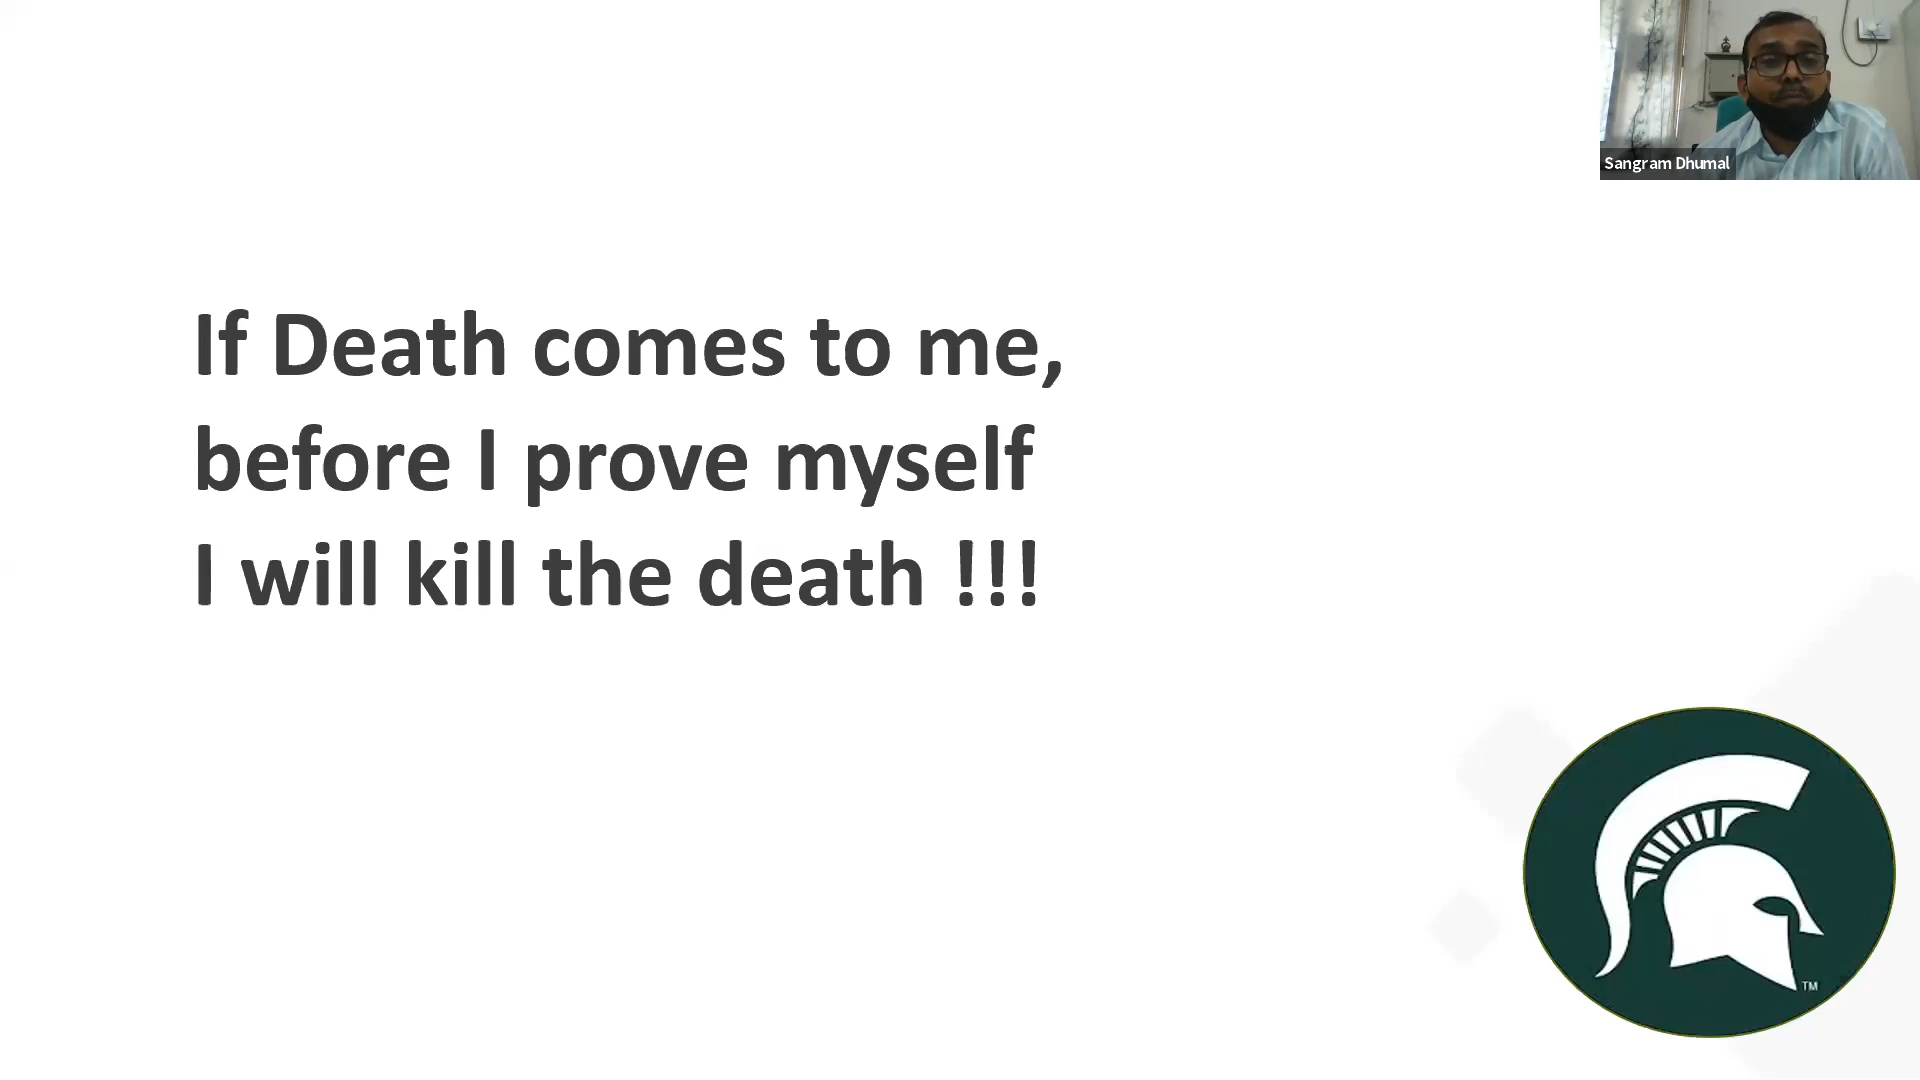 Sangram Dhumal
If Death comes to me,
before I prove myself
I will kill the death !!!
TM